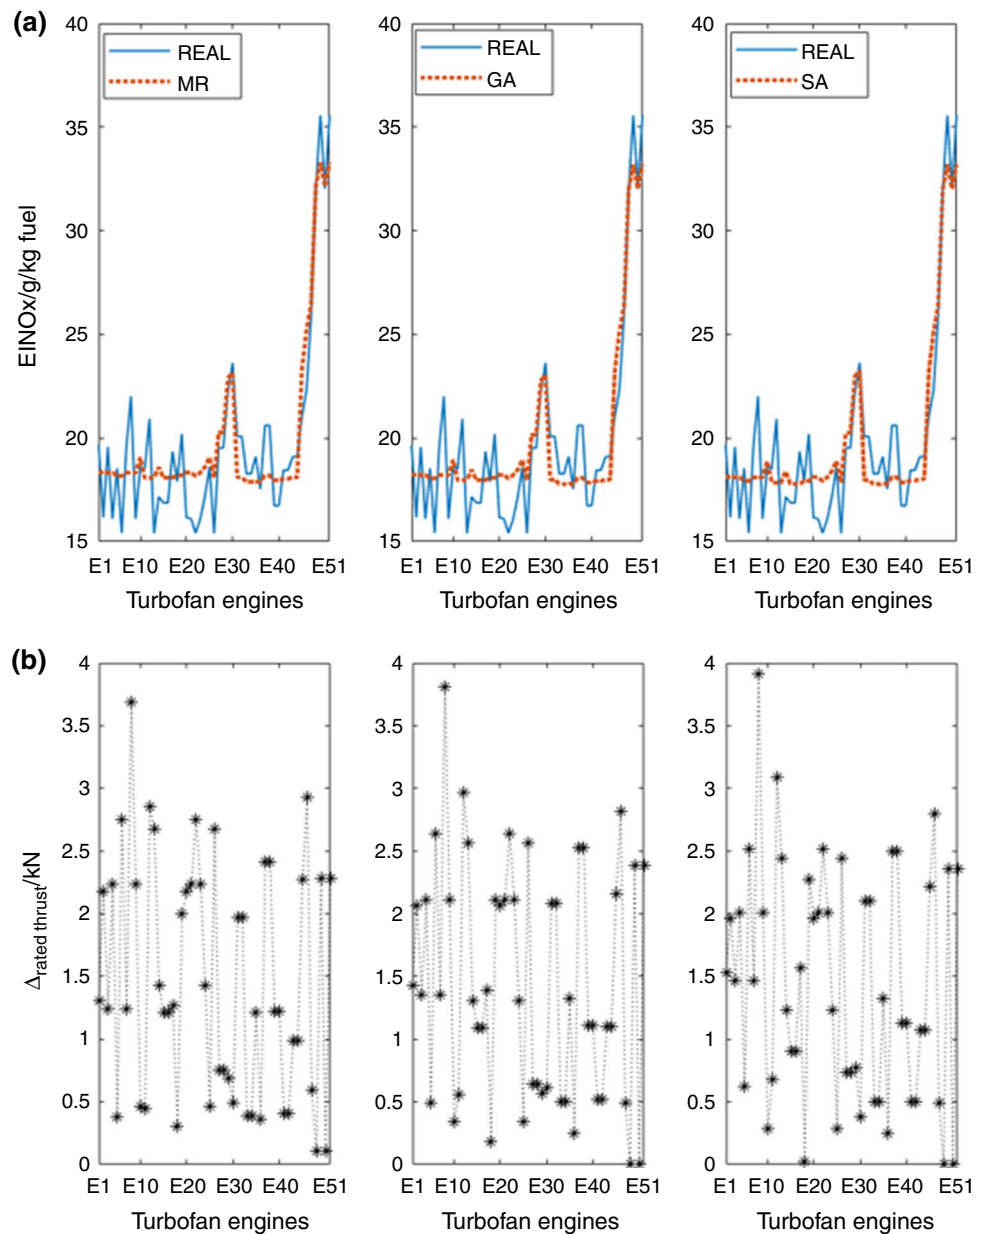 (a)
40
35
30
25
20
15
EINOx/g/kg fuel
REAL
MR
E1 E10 E20 E30 E40 E51
Turbofan engines
40
35
30
25
20
15
REAL
GA
E1 E10 E20 E30 E40 E51
Turbofan engines
40
35
30
25
20
15
REAL
SA
E1 E10 E20 E30 E40 E51
Turbofan engines
(b)
4
3.5
3
2.5
2
1.5
1
0.5
0
Δrated thrust/kN
E1 E10 E20 E30 E40 E51
Turbofan engines
4
3.5
3
2.5
2
1.5
1
0.5
0
E1 E10 E20 E30 E40 E51
Turbofan engines
4
3.5
3
2.5
2
1.5
1
0.5
0
E1 E10 E20 E30 E40 E51
Turbofan engines